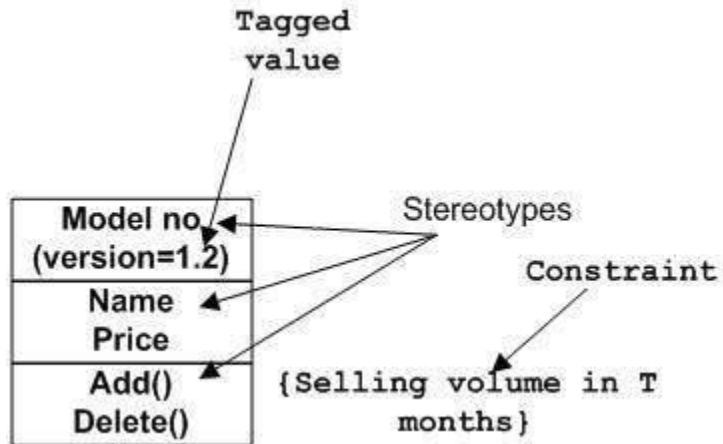 Tagged
value
Model no
(version=1.2)
Name
Price
Add()
Delete()
Stereotypes
Constraint
{Selling volume in T
months}